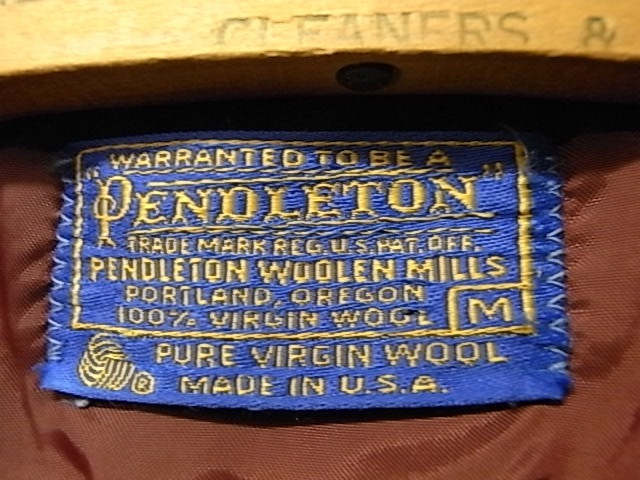 CLEANERS &
WARRANTED TO BE A
"PENDLETON"
TRADE MARK REG. U.S. PAT. OFF.
PENDLETON WOOLEN MILLS
PORTLAND, OREGON
100% VIRGIN WOOL
M
PURE VIRGIN WOOL
® MADE IN U.S.A.